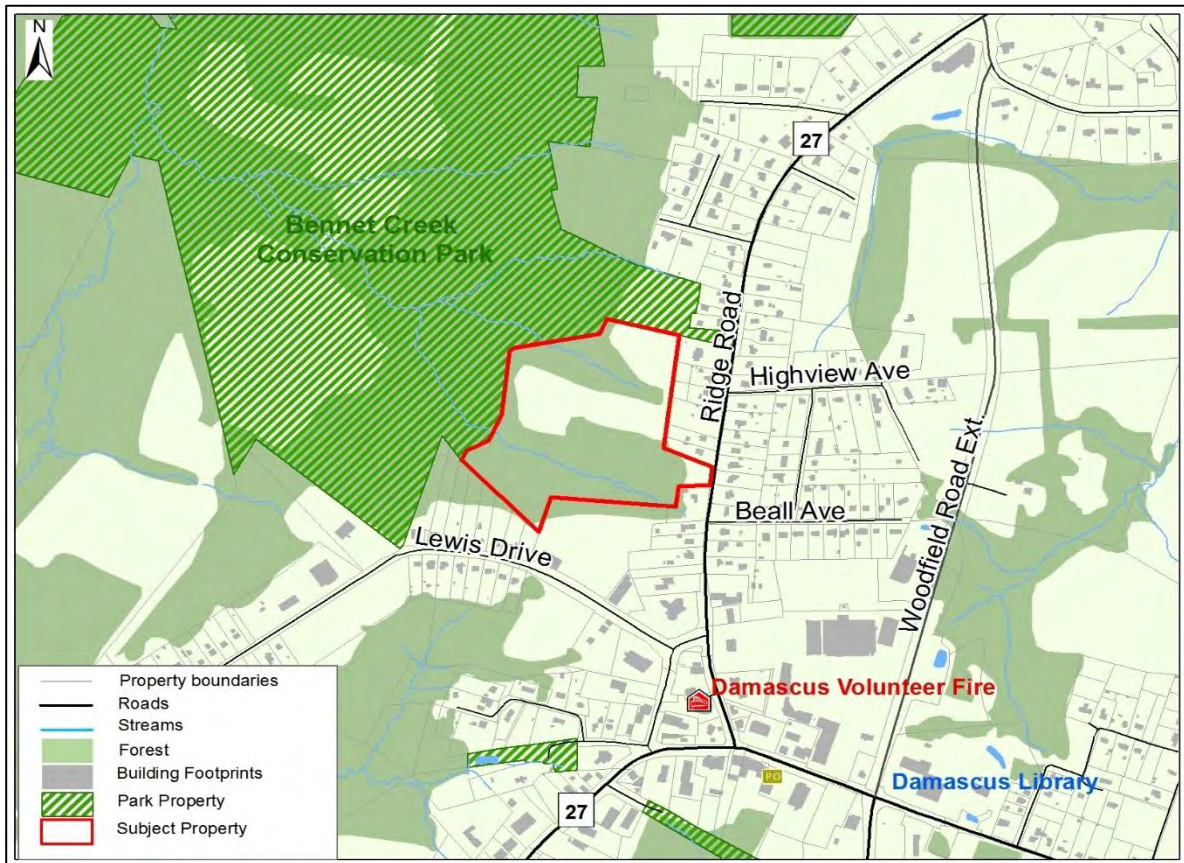 N
27
Bennet Creek
Conservation Park
Ridge Road
Highview Ave
Woodfield Road Ext.
Beall Ave
Lewis Drive
Damascus Volunteer Fire
PO
Damascus Library
27
Property boundaries
Roads
Streams
Forest
Building Footprints
Park Property
Subject Property